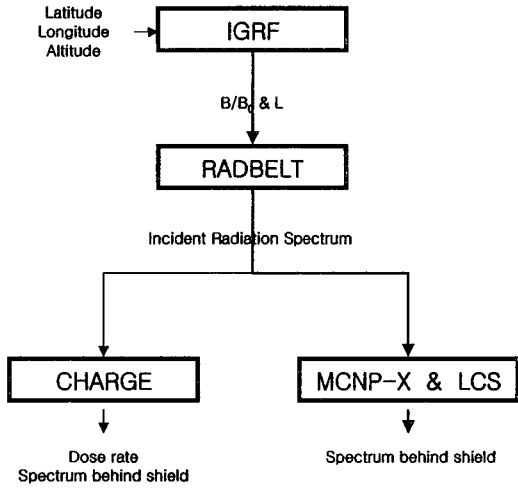 Latitude
Longitude
Altitude
IGRF
B/B₀ & L
RADBELT
Incident Radiation Spectrum
CHARGE
MCNP-X & LCS
Dose rate
Spectrum behind shield
Spectrum behind shield